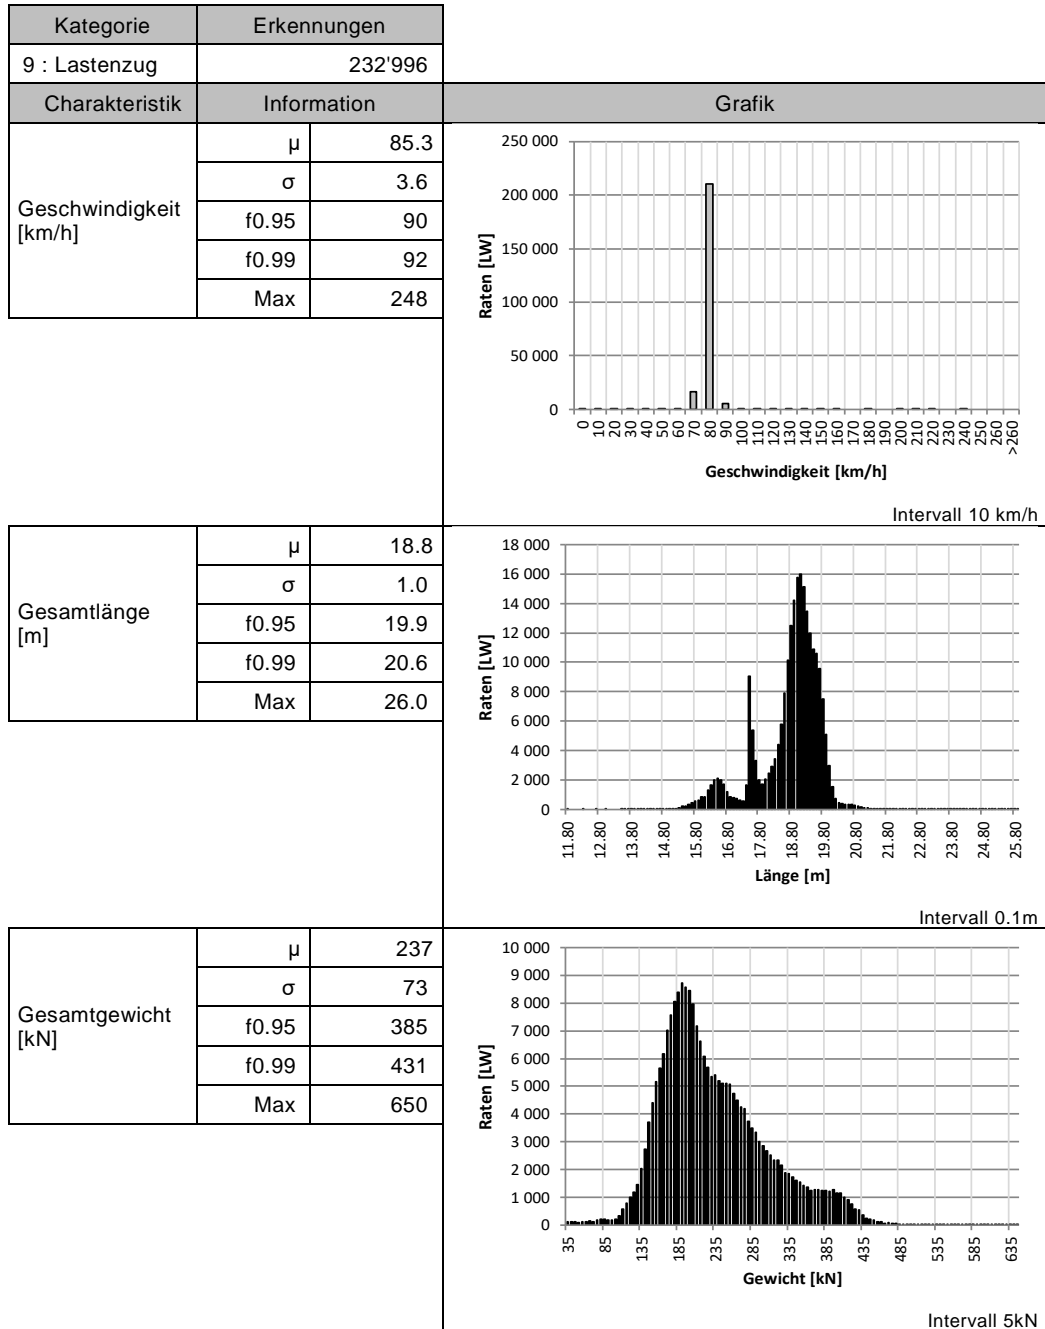 Kategorie Erkennungen
9 : Lastenzug 232'996
Charakteristik Information Grafik
Geschwindigkeit
[km/h]
µ 85.3
σ 3.6
f0.95 90
f0.99 92
Max 248
250 000
200 000
150 000
100 000
50 000
0
Raten [LW]
0 10 20 30 40 50 60 70 80 90 100 110 120 130 140 150 160 170 180 190 200 210 220 230 240 250 260 >260
Geschwindigkeit [km/h]
Intervall 10 km/h
Gesamtlänge
[m]
µ 18.8
σ 1.0
f0.95 19.9
f0.99 20.6
Max 26.0
18 000
16 000
14 000
12 000
10 000
8 000
6 000
4 000
2 000
0
Raten [LW]
11.80 12.80 13.80 14.80 15.80 16.80 17.80 18.80 19.80 20.80 21.80 22.80 23.80 24.80 25.80
Länge [m]
Intervall 0.1m
Gesamtgewicht
[kN]
µ 237
σ 73
f0.95 385
f0.99 431
Max 650
10 000
9 000
8 000
7 000
6 000
5 000
4 000
3 000
2 000
1 000
0
Raten [LW]
35 85 135 185 235 285 335 385 435 485 535 585 635
Gewicht [kN]
Intervall 5kN